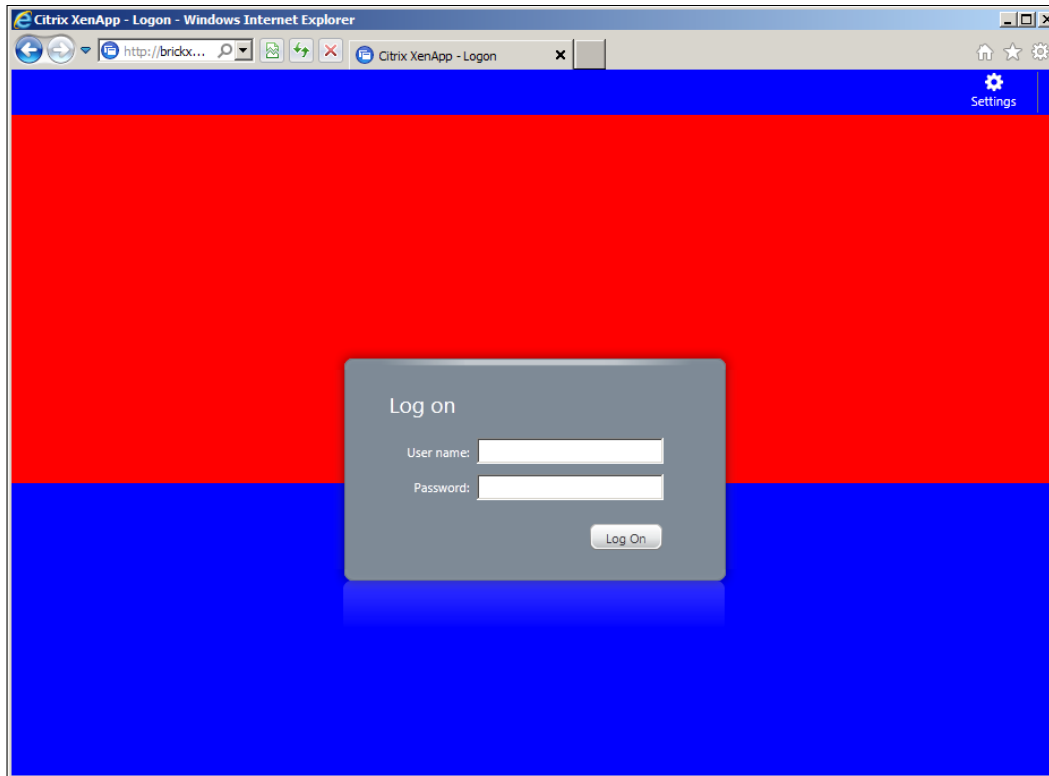 Citrix XenApp - Logon - Windows Internet Explorer
http://brickx...
Citrix XenApp - Logon
Settings
Log on
User name:
Password:
Log On